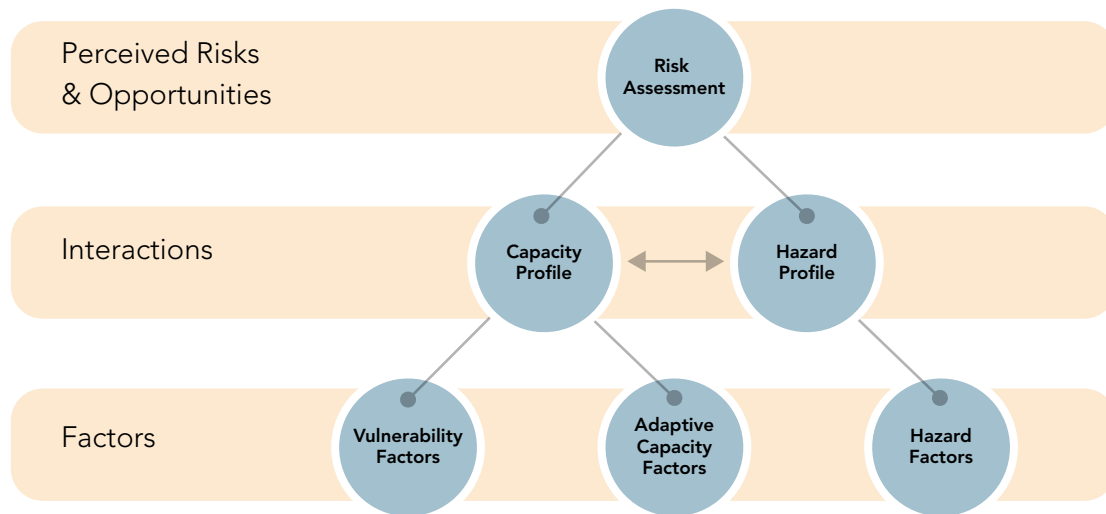 Perceived Risks
& Opportunities
Risk
Assessment
Interactions
Capacity
Profile
Hazard
Profile
Factors
Vulnerability
Factors
Adaptive
Capacity
Factors
Hazard
Factors